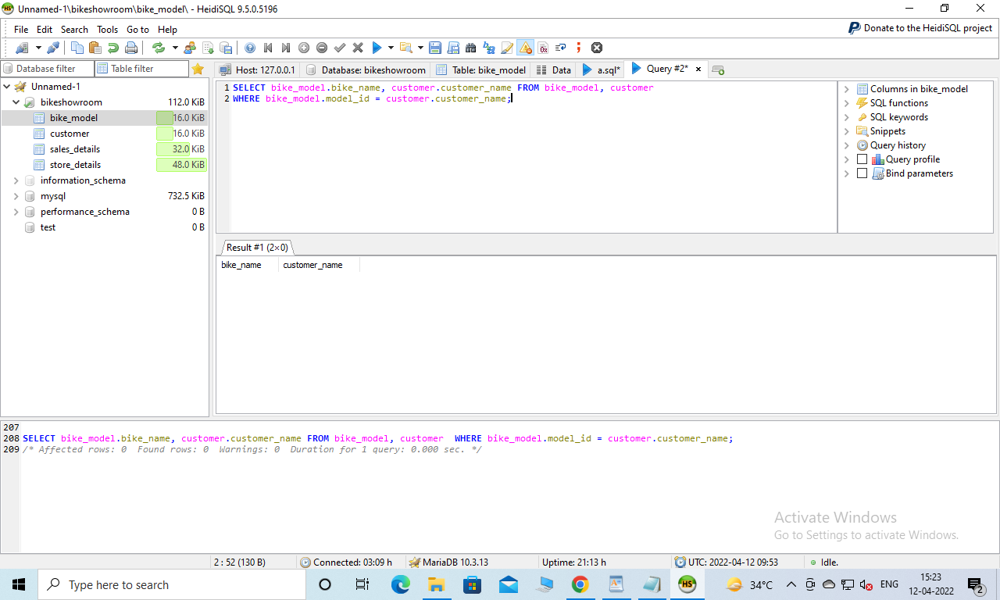 Unnamed-1\bikeshowroom\bike_model\ - HeidiSQL 9.5.0.5196
File Edit Search Tools Go to Help
Donate to the HeidiSQL project
Database filter Table filter
Host: 127.0.0.1 Database: bikeshowroom Table: bike_model Data a.sql* Query #2*
Unnamed-1
bikeshowroom 112.0 KiB
bike_model 16.0 KiB
customer 16.0 KiB
sales_details 32.0 KiB
store_details 48.0 KiB
information_schema
mysql 732.5 KiB
performance_schema 0 B
test 0 B
1 SELECT bike_model.bike_name, customer.customer_name FROM bike_model, customer
2 WHERE bike_model.model_id = customer.customer_name;
Columns in bike_model
SQL functions
SQL keywords
Snippets
Query history
Query profile
Bind parameters
Result #1 (2×0)
bike_name customer_name
207
208 SELECT bike_model.bike_name, customer.customer_name FROM bike_model, customer  WHERE bike_model.model_id = customer.customer_name;
209 /* Affected rows: 0  Found rows: 0  Warnings: 0  Duration for 1 query: 0.000 sec. */
Activate Windows
Go to Settings to activate Windows.
2 : 52 (130 B) Connected: 03:09 h MariaDB 10.3.13 Uptime: 21:13 h UTC: 2022-04-12 09:53 Idle.
Type here to search
HS
34°C
ENG
15:23
12-04-2022
2